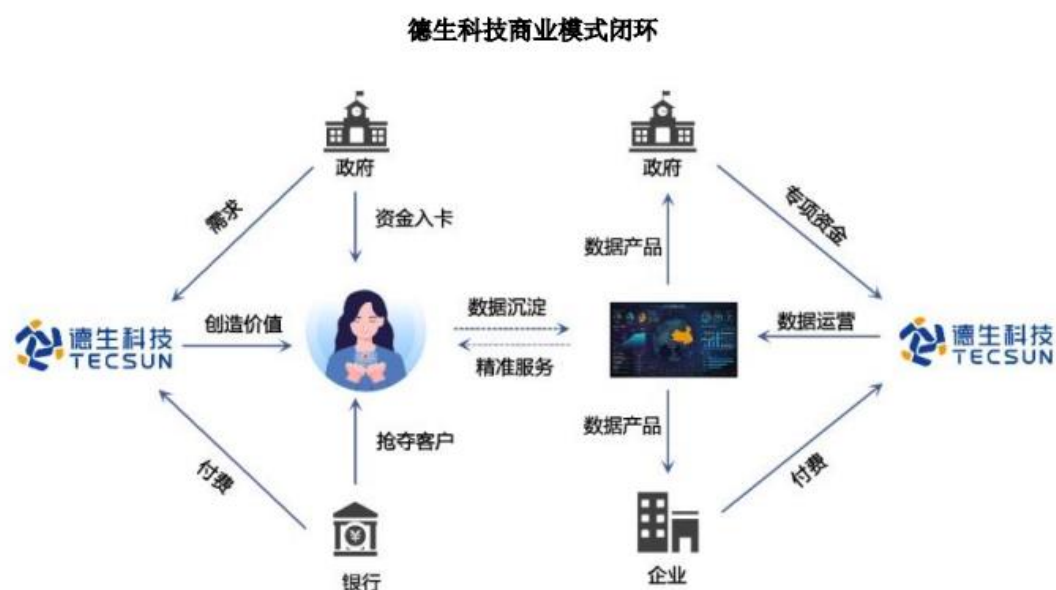 德生科技商业模式闭环
政府
政府
需求
资金入卡
数据产品
专项资金
德生科技
TECSUN
创造价值
数据沉淀
精准服务
数据运营
德生科技
TECSUN
付费
抢夺客户
数据产品
付费
银行
企业